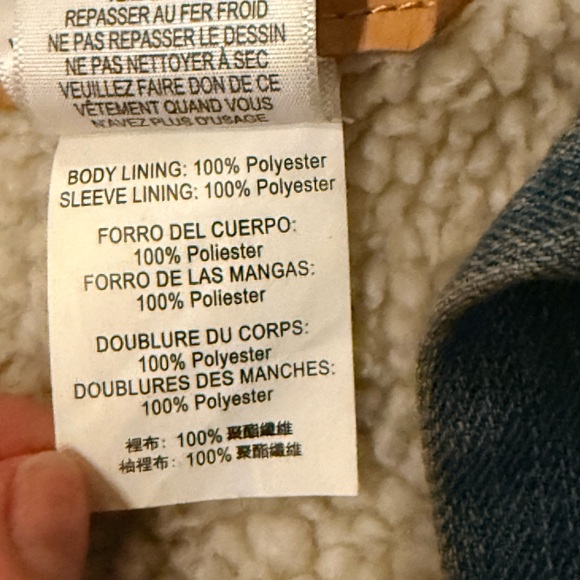 REPASSER AU FER FROID
NE PAS REPASSER LE DESSIN
NE PAS NETTOYER À SEC
VEUILLEZ FAIRE DON DE CE
VÊTEMENT QUAND VOUS
N'AVEZ PLUS D'USAGE
BODY LINING: 100% Polyester
SLEEVE LINING: 100% Polyester
FORRO DEL CUERPO:
100% Poliester
FORRO DE LAS MANGAS:
100% Poliester
DOUBLURE DU CORPS:
100% Polyester
DOUBLURES DES MANCHES:
100% Polyester
裡布: 100% 聚酯纖維
袖裡布: 100% 聚酯纖維